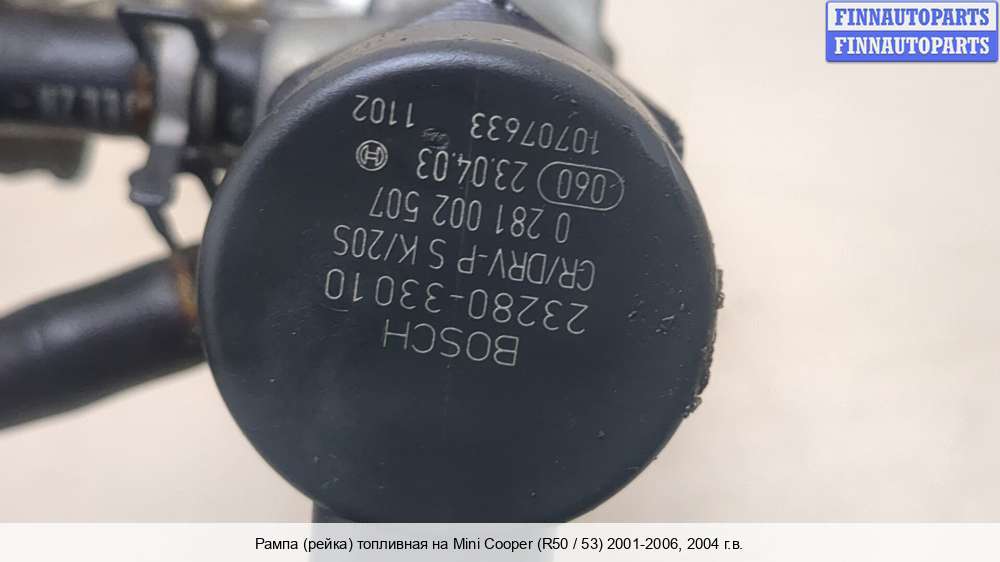 FINNAUTOPARTS
FINNAUTOPARTS
BOSCH
23280-33010
CR/DRV-P S K/20S
0 281 002 507
060 23.04.03 H
10707633 1102
Рампа (рейка) топливная на Mini Cooper (R50 / 53) 2001-2006, 2004 г.в.